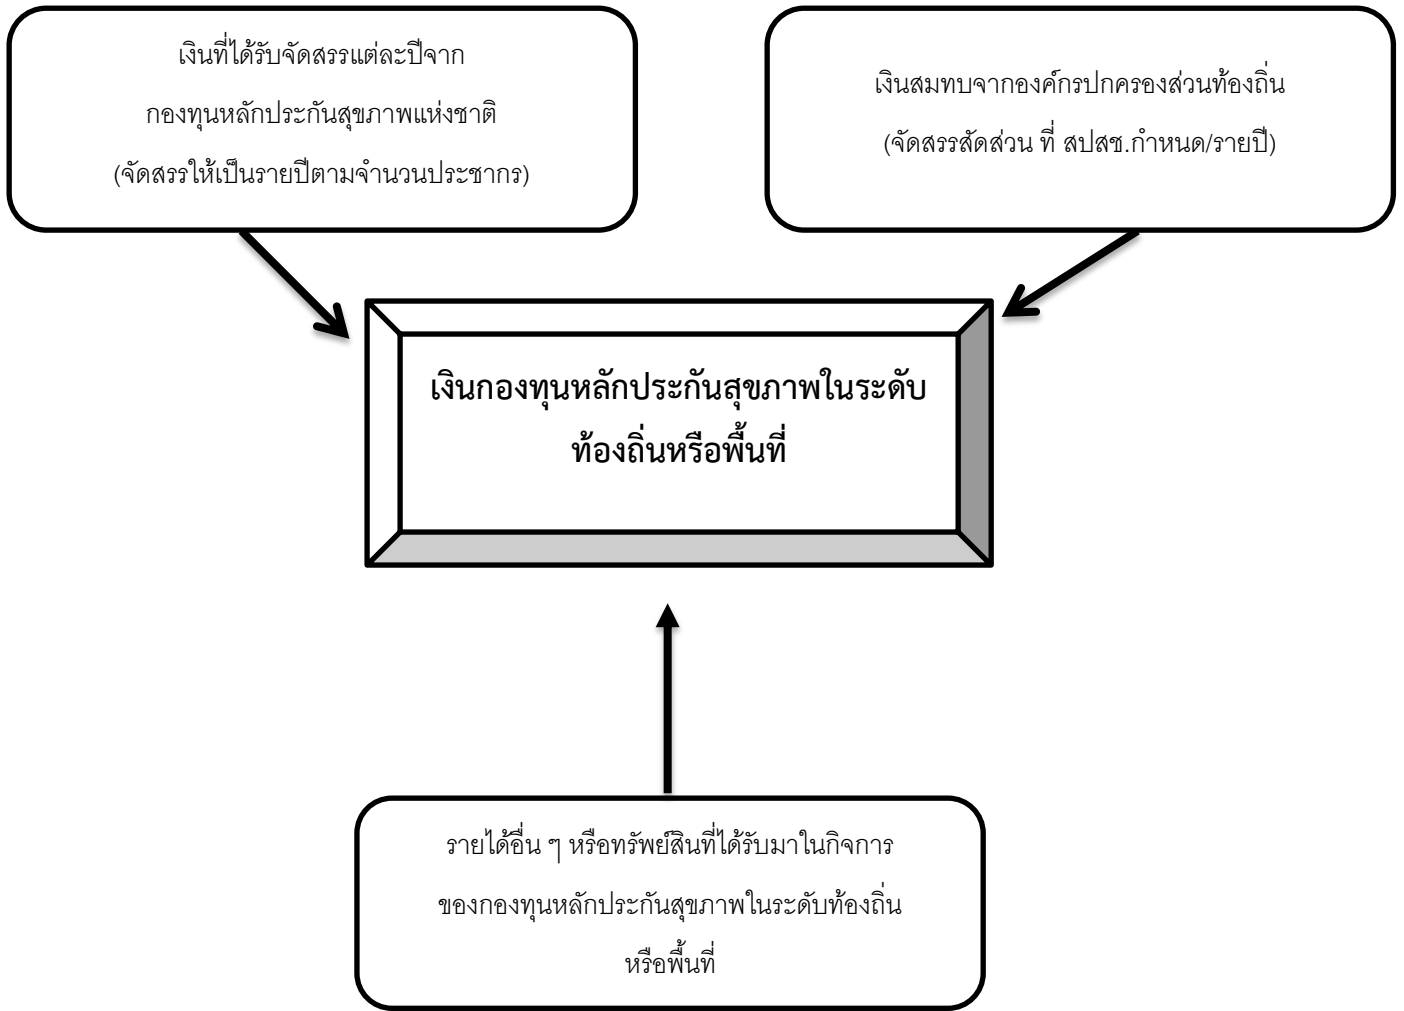 เงินที่ได้รับจัดสรรแต่ละปีจาก
กองทุนหลักประกันสุขภาพแห่งชาติ
(จัดสรรให้เป็นรายปีตามจำนวนประชากร)
เงินสมทบจากองค์กรปกครองส่วนท้องถิ่น
(จัดสรรสัดส่วน ที่ สปสช.กำหนด/รายปี)
เงินกองทุนหลักประกันสุขภาพในระดับ
ท้องถิ่นหรือพื้นที่
รายได้อื่น ๆ หรือทรัพย์สินที่ได้รับมาในกิจการ
ของกองทุนหลักประกันสุขภาพในระดับท้องถิ่น
หรือพื้นที่